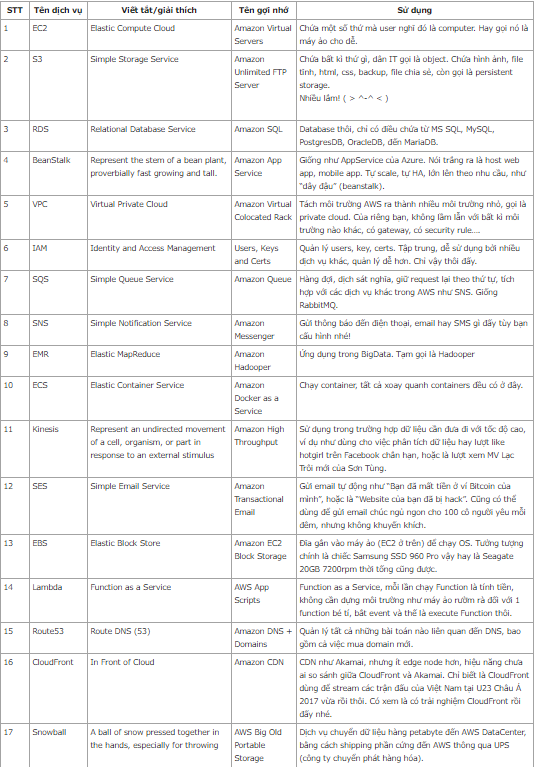 STT Tên dịch vụ Viết tắt/giải thích Tên gợi nhớ Sử dụng
1 EC2 Elastic Compute Cloud Amazon Virtual Servers Chứa một số thứ mà user nghĩ đó là computer. Hay gọi nó là
máy ảo cho dễ.
2 S3 Simple Storage Service Amazon Unlimited FTP Server Chứa bất kì thứ gì, dân IT gọi là object. Chứa hình ảnh, file
tĩnh, html, css, backup, file chia sẻ, còn gọi là persistent
storage.
Nhiều lắm! ( > ^-^ < )
3 RDS Relational Database Service Amazon SQL Database thôi, chỉ có điều chứa từ MS SQL, MySQL,
PostgresDB, OracleDB, đến MariaDB.
4 BeanStalk Represent the stem of a bean plant, proverbially fast growing and tall. Amazon App Service Giống như AppService của Azure. Nói trắng ra là host web
app, mobile app. Tự scale, tự HA, lớn lên theo nhu cầu, như
"dây đậu" (beanstalk).
5 VPC Virtual Private Cloud Amazon Virtual Colocated Rack Tách môi trường AWS ra thành nhiều môi trường nhỏ, gọi là
private cloud. Của riêng bạn, không lầm lẫn với bất kì môi
trường nào khác, có gateway, có security rule....
6 IAM Identity and Access Management Users, Keys and Certs Quản lý users, key, certs. Tập trung, dễ sử dụng bởi nhiều
dịch vụ khác, quản lý dễ hơn. Chỉ vậy thôi đấy.
7 SQS Simple Queue Service Amazon Queue Hàng đợi, dịch sát nghĩa, giữ request lại theo thứ tự, tích
hợp với các dịch vụ khác trong AWS như SNS. Giống
RabbitMQ.
8 SNS Simple Notification Service Amazon Messenger Gửi thông báo đến điện thoại, email hay SMS gì đấy tùy bạn
cấu hình nhé!
9 EMR Elastic MapReduce Amazon Hadooper Ứng dụng trong BigData. Tạm gọi là Hadooper
10 ECS Elastic Container Service Amazon Docker as a Service Chạy container, tất cả xoay quanh containers đều có ở đây.
11 Kinesis Represent an undirected movement of a cell, organism, or part in response to an external stimulus Amazon High Throughput Sử dụng trong trường hợp dữ liệu cần đưa đi với tốc độ cao,
ví dụ như dùng cho việc phân tích dữ liệu hay lượt like
hotgirl trên Facebook chân hạn, hoặc là lượt xem MV Lạc
Trôi mới của Sơn Tùng.
12 SES Simple Email Service Amazon Transactional Email Gửi email tự động như "Bạn đã mất tiền ở ví Bitcoin của
mình", hoặc là "Website của bạn đã bị hack". Cũng có thể
dùng để gửi email chúc ngủ ngon cho 100 cô người yêu mỗi
đêm, nhưng không khuyến khích.
13 EBS Elastic Block Store Amazon EC2 Block Storage Đĩa gắn vào máy ảo (EC2 ở trên) để chạy OS. Tưởng tượng
chính là chiếc Samsung SSD 960 Pro vậy hay là Seagate
20GB 7200rpm thời tổng cũng được.
14 Lambda Function as a Service AWS App Scripts Function as a Service, mỗi lần chạy Function là tính tiền,
không cần dựng môi trường như máy ảo rườm rà đối với 1
function bé tí, bắt event và thế là execute Function thôi.
15 Route53 Route DNS (53) Amazon DNS + Domains Quản lý tất cả những bài toán nào liên quan đến DNS, bao
gồm cả việc mua domain mới.
16 CloudFront In Front of Cloud Amazon CDN CDN như Akamai, nhưng ít edge node hơn, hiệu năng chưa
ai so sánh giữa CloudFront và Akamai. Chỉ biết là CloudFront
dùng để stream các trận đấu của Việt Nam tại U23 Châu Á
2017 vừa rồi thôi. Có xem là có trải nghiệm CloudFront rồi
đấy nhé.
17 Snowball A ball of snow pressed together in the hands, especially for throwing AWS Big Old Portable Storage Dịch vụ chuyển dữ liệu hàng petabyte đến AWS DataCenter,
bằng cách shipping phần cứng đến AWS thông qua UPS
(công ty chuyển phát hàng hóa).